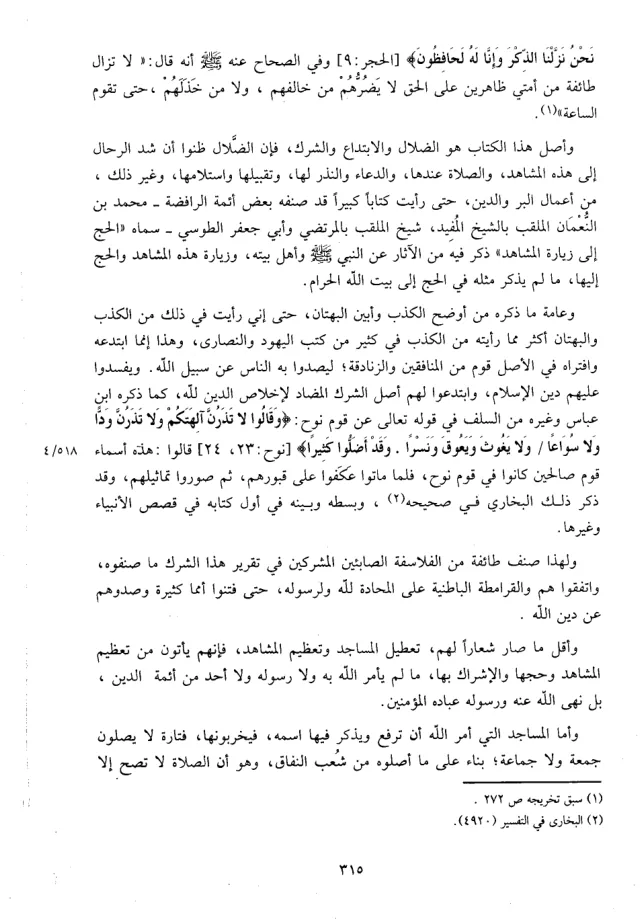 نَحْنُ نَزَّلْنَا الذِّكْرَ وَإِنَّا لَهُ لَحَافِظُونَ﴾ [الحجر:٩] وفي الصحاح عنه ﷺ أنه قال:« لا تزال
طائفة من أمتي ظاهرين على الحق لا يَضرُّهُمْ من خالفهم ، ولا من خَذَلَهُمْ ،حتى تقوم
الساعة»(١).
وأصل هذا الكتاب هو الضلال والابتداع والشرك، فإن الضَّلال ظنوا أن شد الرحال
إلى هذه المشاهد، والصلاة عندها، والدعاء والنذر لها، وتقبيلها واستلامها، وغير ذلك ،
من أعمال البر والدين، حتى رأيت كتاباً كبيراً قد صنفه بعض أئمة الرافضة ـ محمد بن
النُّعمَان الملقب بالشيخ المُفِيد، شيخ الملقب بالمرتضي وأبي جعفر الطوسي ـ سماه «الحج
إلى زيارة المشاهد» ذكر فيه من الآثار عن النبي ﷺ وأهل بيته، وزيارة هذه المشاهد والحج
إليها، ما لم يذكر مثله في الحج إلى بيت الله الحرام.
وعامة ما ذكره من أوضح الكذب وأبين البهتان، حتى إني رأيت في ذلك من الكذب
والبهتان أكثر مما رأيته من الكذب في كثير من كتب اليهود والنصارى، وهذا إنما ابتدعه
وافتراه في الأصل قوم من المنافقين والزنادقة؛ ليصدوا به الناس عن سبيل الله. ويفسدوا
عليهم دين الإسلام، وابتدعوا لهم أصل الشرك المضاد لإخلاص الدين لله، كما ذكره ابن
عباس وغيره من السلف في قوله تعالى عن قوم نوح:﴿وَقَالُوا لا تَذَرُنَّ آلِهَتَكُمْ وَلا تَذَرُنَّ وَدًّا
وَلا سُوَاعًا / وَلا يَغُوثَ وَيَعُوقَ وَنَسْرًا . وَقَدْ أَضَلُّوا كَثِيرًا﴾ [نوح:٢٣، ٢٤] قالوا :هذه أسماء ٤/٥١٨
قوم صالحين كانوا في قوم نوح، فلما ماتوا عكَفُوا على قبورهم، ثم صوروا تماثيلهم، وقد
ذكر ذلـك البخاري فـي صحيحه(٢) ، وبسطه وبينه في أول كتابه في قصص الأنبياء
وغيرها.
ولهذا صنف طائفة من الفلاسفة الصابئين المشركين في تقرير هذا الشرك ما صنفوه،
واتفقوا هم والقرامطة الباطنية على المحادة لله ولرسوله، حتى فتنوا أمما كثيرة وصدوهم
عن دين الله .
وأقل ما صار شعاراً لهم، تعطيل المساجد وتعظيم المشاهد، فإنهم يأتون من تعظيم
المشاهد وحجها والإشراك بها، ما لم يأمر الله به ولا رسوله ولا أحد من أئمة الدين ،
بل نهى الله عنه ورسوله عباده المؤمنين.
وأما المساجد التي أمر الله أن ترفع ويذكر فيها اسمه، فيخربونها، فتارة لا يصلون
جمعة ولا جماعة؛ بناء على ما أصلوه من شُعب النفاق، وهو أن الصلاة لا تصح إلا
(١) سبق تخريجه ص ٢٧٢ .
(٢) البخارى في التفسير (٤٩٢٠).
٣١٥